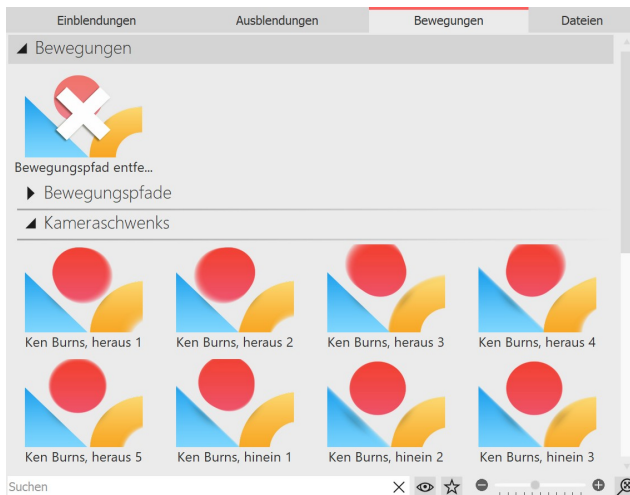 Einblendungen Ausblendungen Bewegungen Dateien
Bewegungen
Bewegungspfad entfe...
Bewegungspfade
Kameraschwenks
Ken Burns, heraus 1 Ken Burns, heraus 2 Ken Burns, heraus 3 Ken Burns, heraus 4
Ken Burns, heraus 5 Ken Burns, hinein 1 Ken Burns, hinein 2 Ken Burns, hinein 3
Suchen